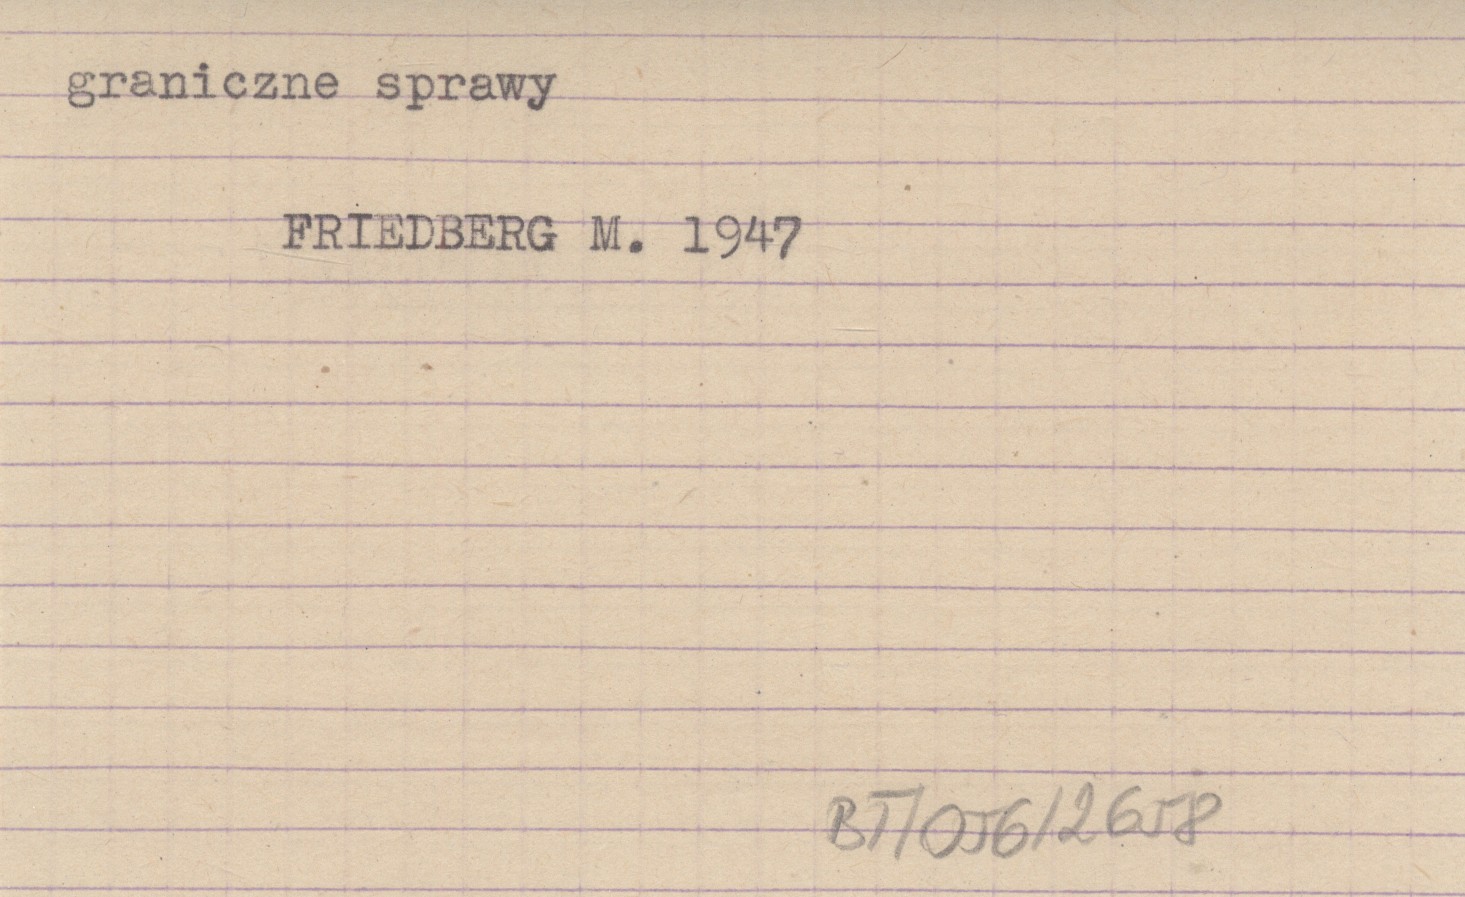 graniczne sprawy
FRIEDBERG M. 1947
BT/056/2658